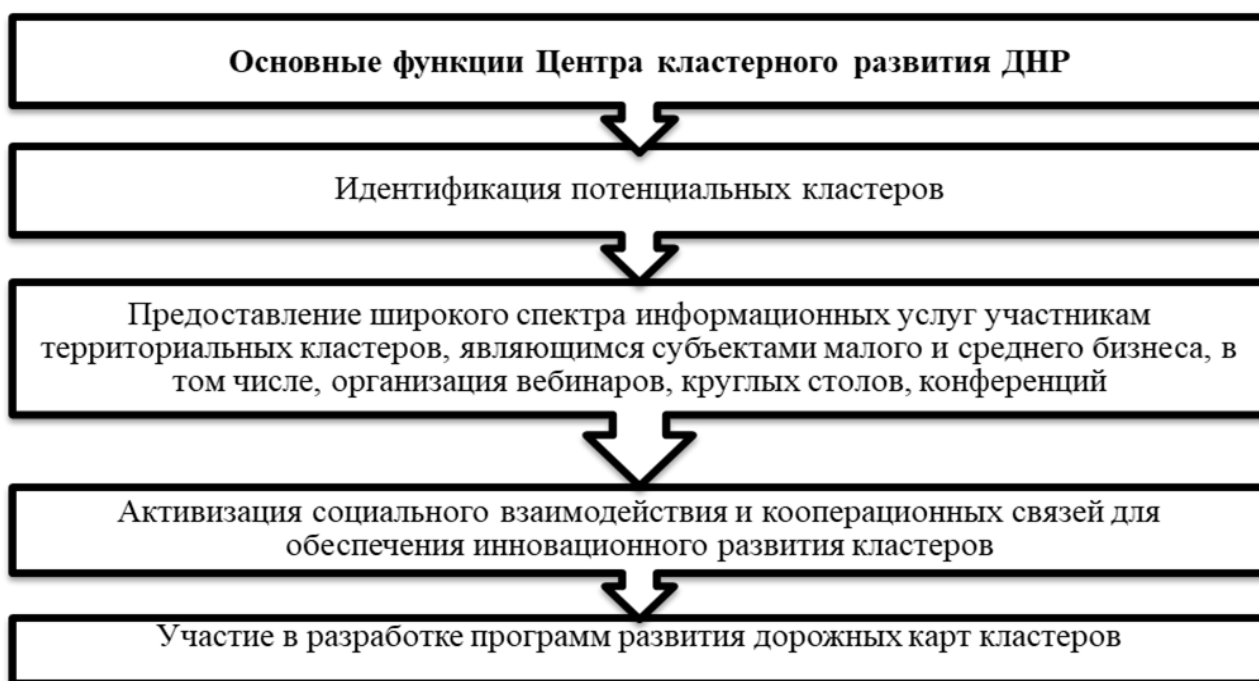 Основные функции Центра кластерного развития ДНР
Идентификация потенциальных кластеров
Предоставление широкого спектра информационных услуг участникам
территориальных кластеров, являющимся субъектами малого и среднего бизнеса, в
том числе, организация вебинаров, круглых столов, конференций
Активизация социального взаимодействия и кооперационных связей для
обеспечения инновационного развития кластеров
Участие в разработке программ развития дорожных карт кластеров